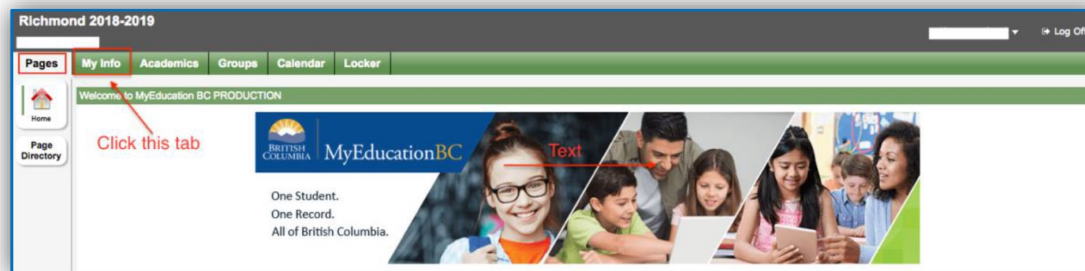 Richmond 2018-2019
Log Off
Pages My Info Academics Groups Calendar Locker
Welcome to MyEducation BC PRODUCTION
Home
Page
Directory
Click this tab
BRITISH
COLUMBIA
MyEducationBC
Text
One Student.
One Record.
All of British Columbia.